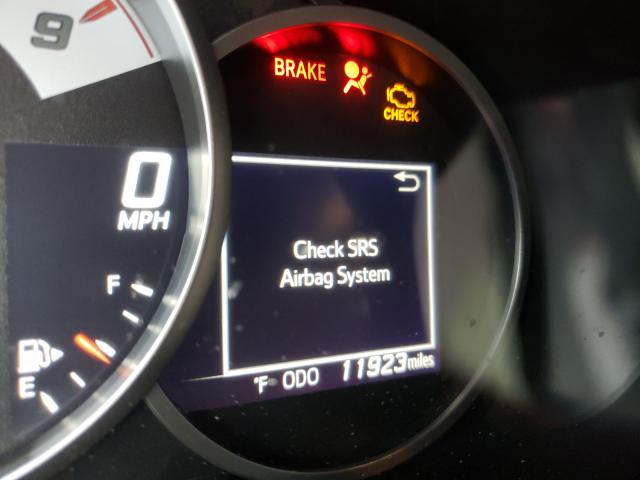 9
BRAKE
CHECK
0
MPH
Check SRS
Airbag System
F
E
°F ODO 11923 miles